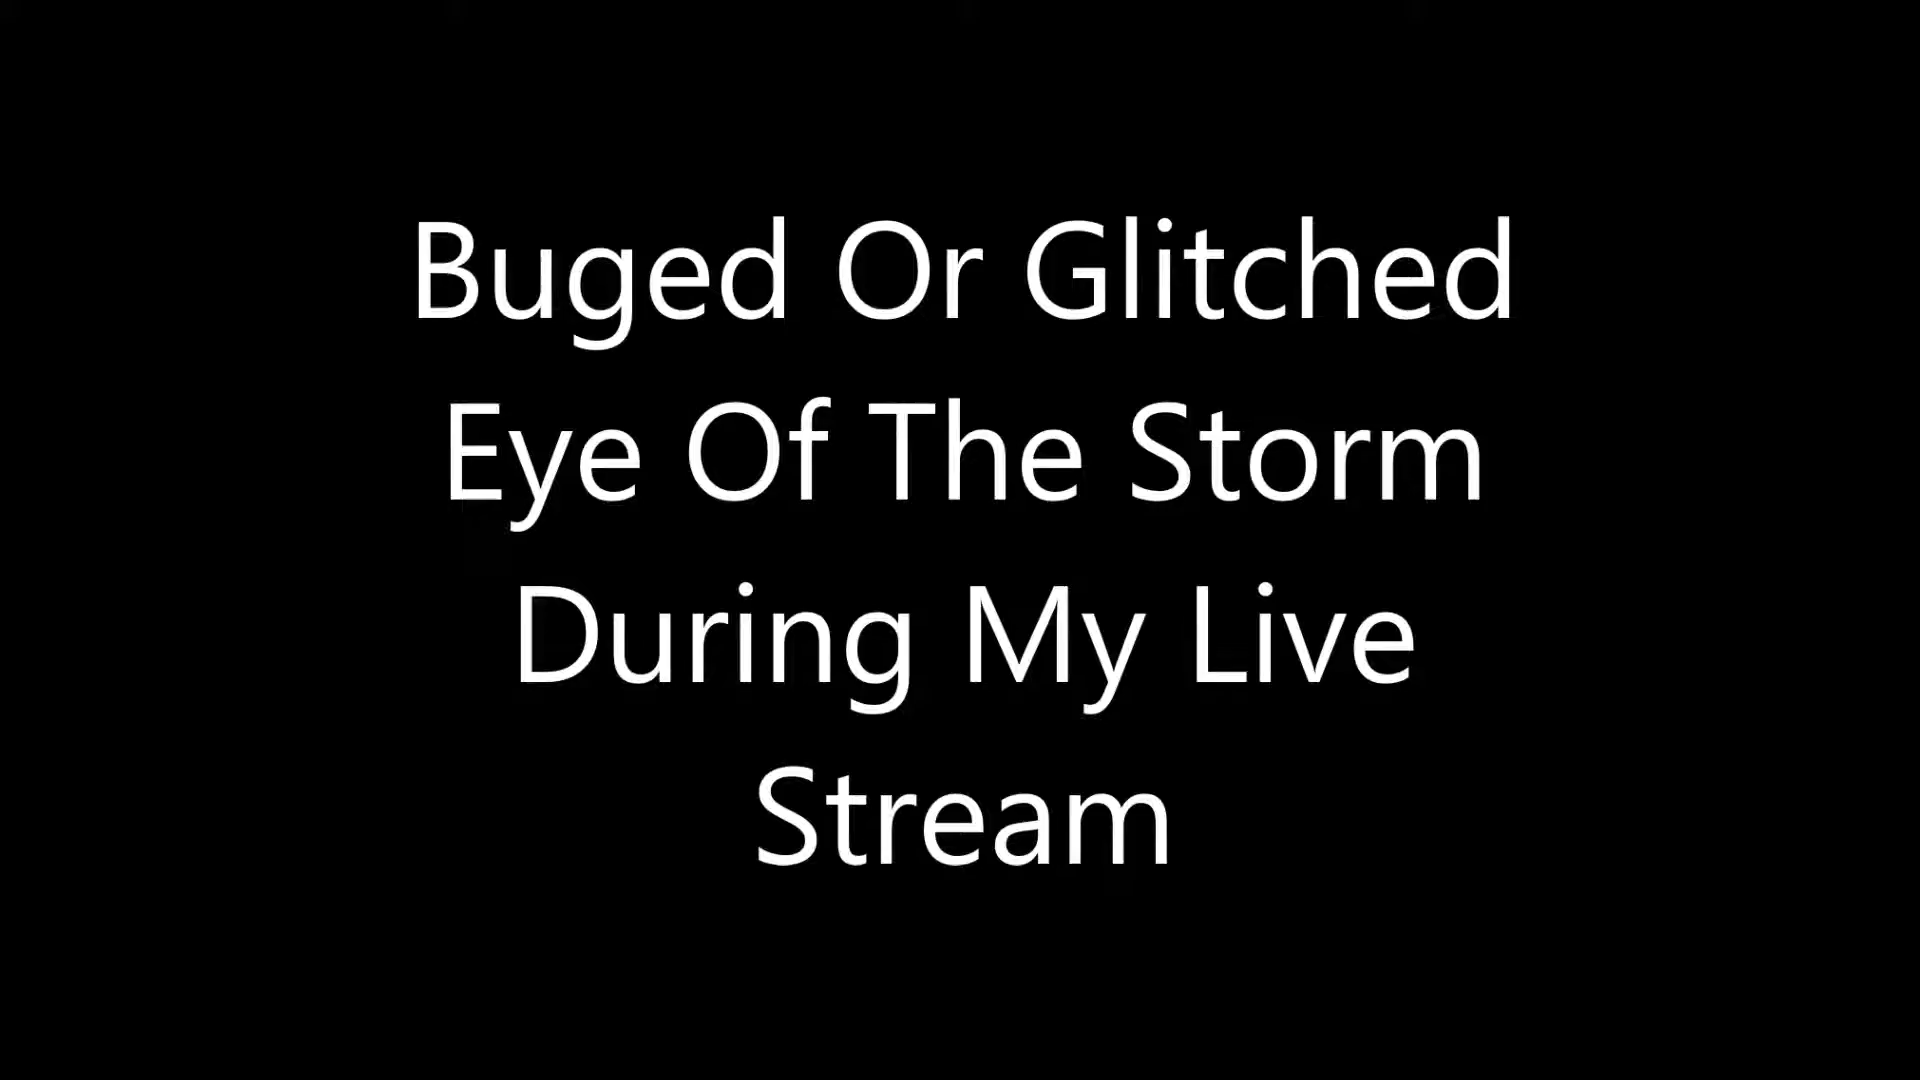 Buged Or Glitched
Eye Of The Storm
During My Live
Stream